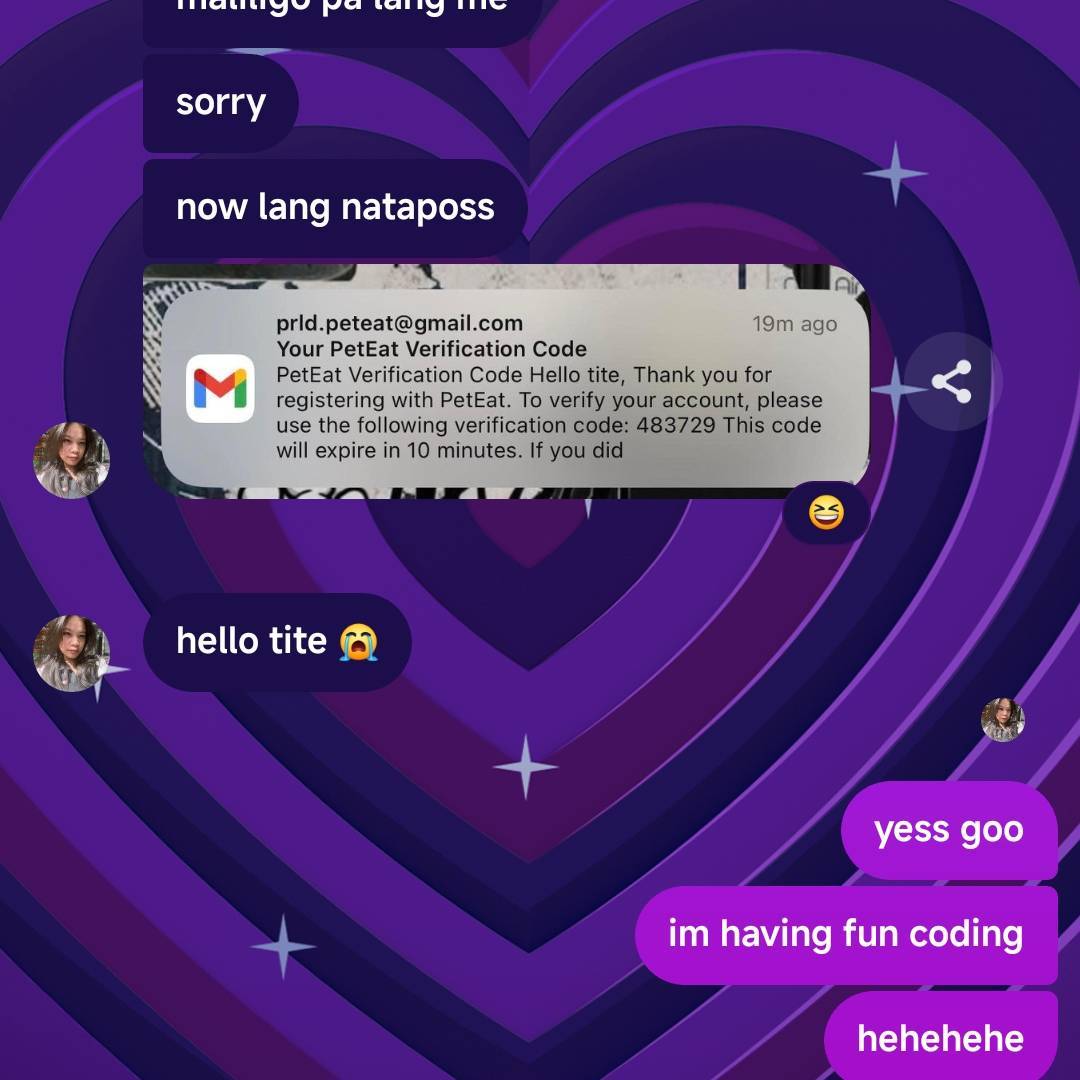 maliligo pa lang me
sorry
now lang nataposs
prld.peteat@gmail.com
19m ago
Your PetEat Verification Code
PetEat Verification Code Hello tite, Thank you for
registering with PetEat. To verify your account, please
use the following verification code: 483729 This code
will expire in 10 minutes. If you did
hello tite 😭
yess goo
im having fun coding
hehehehe